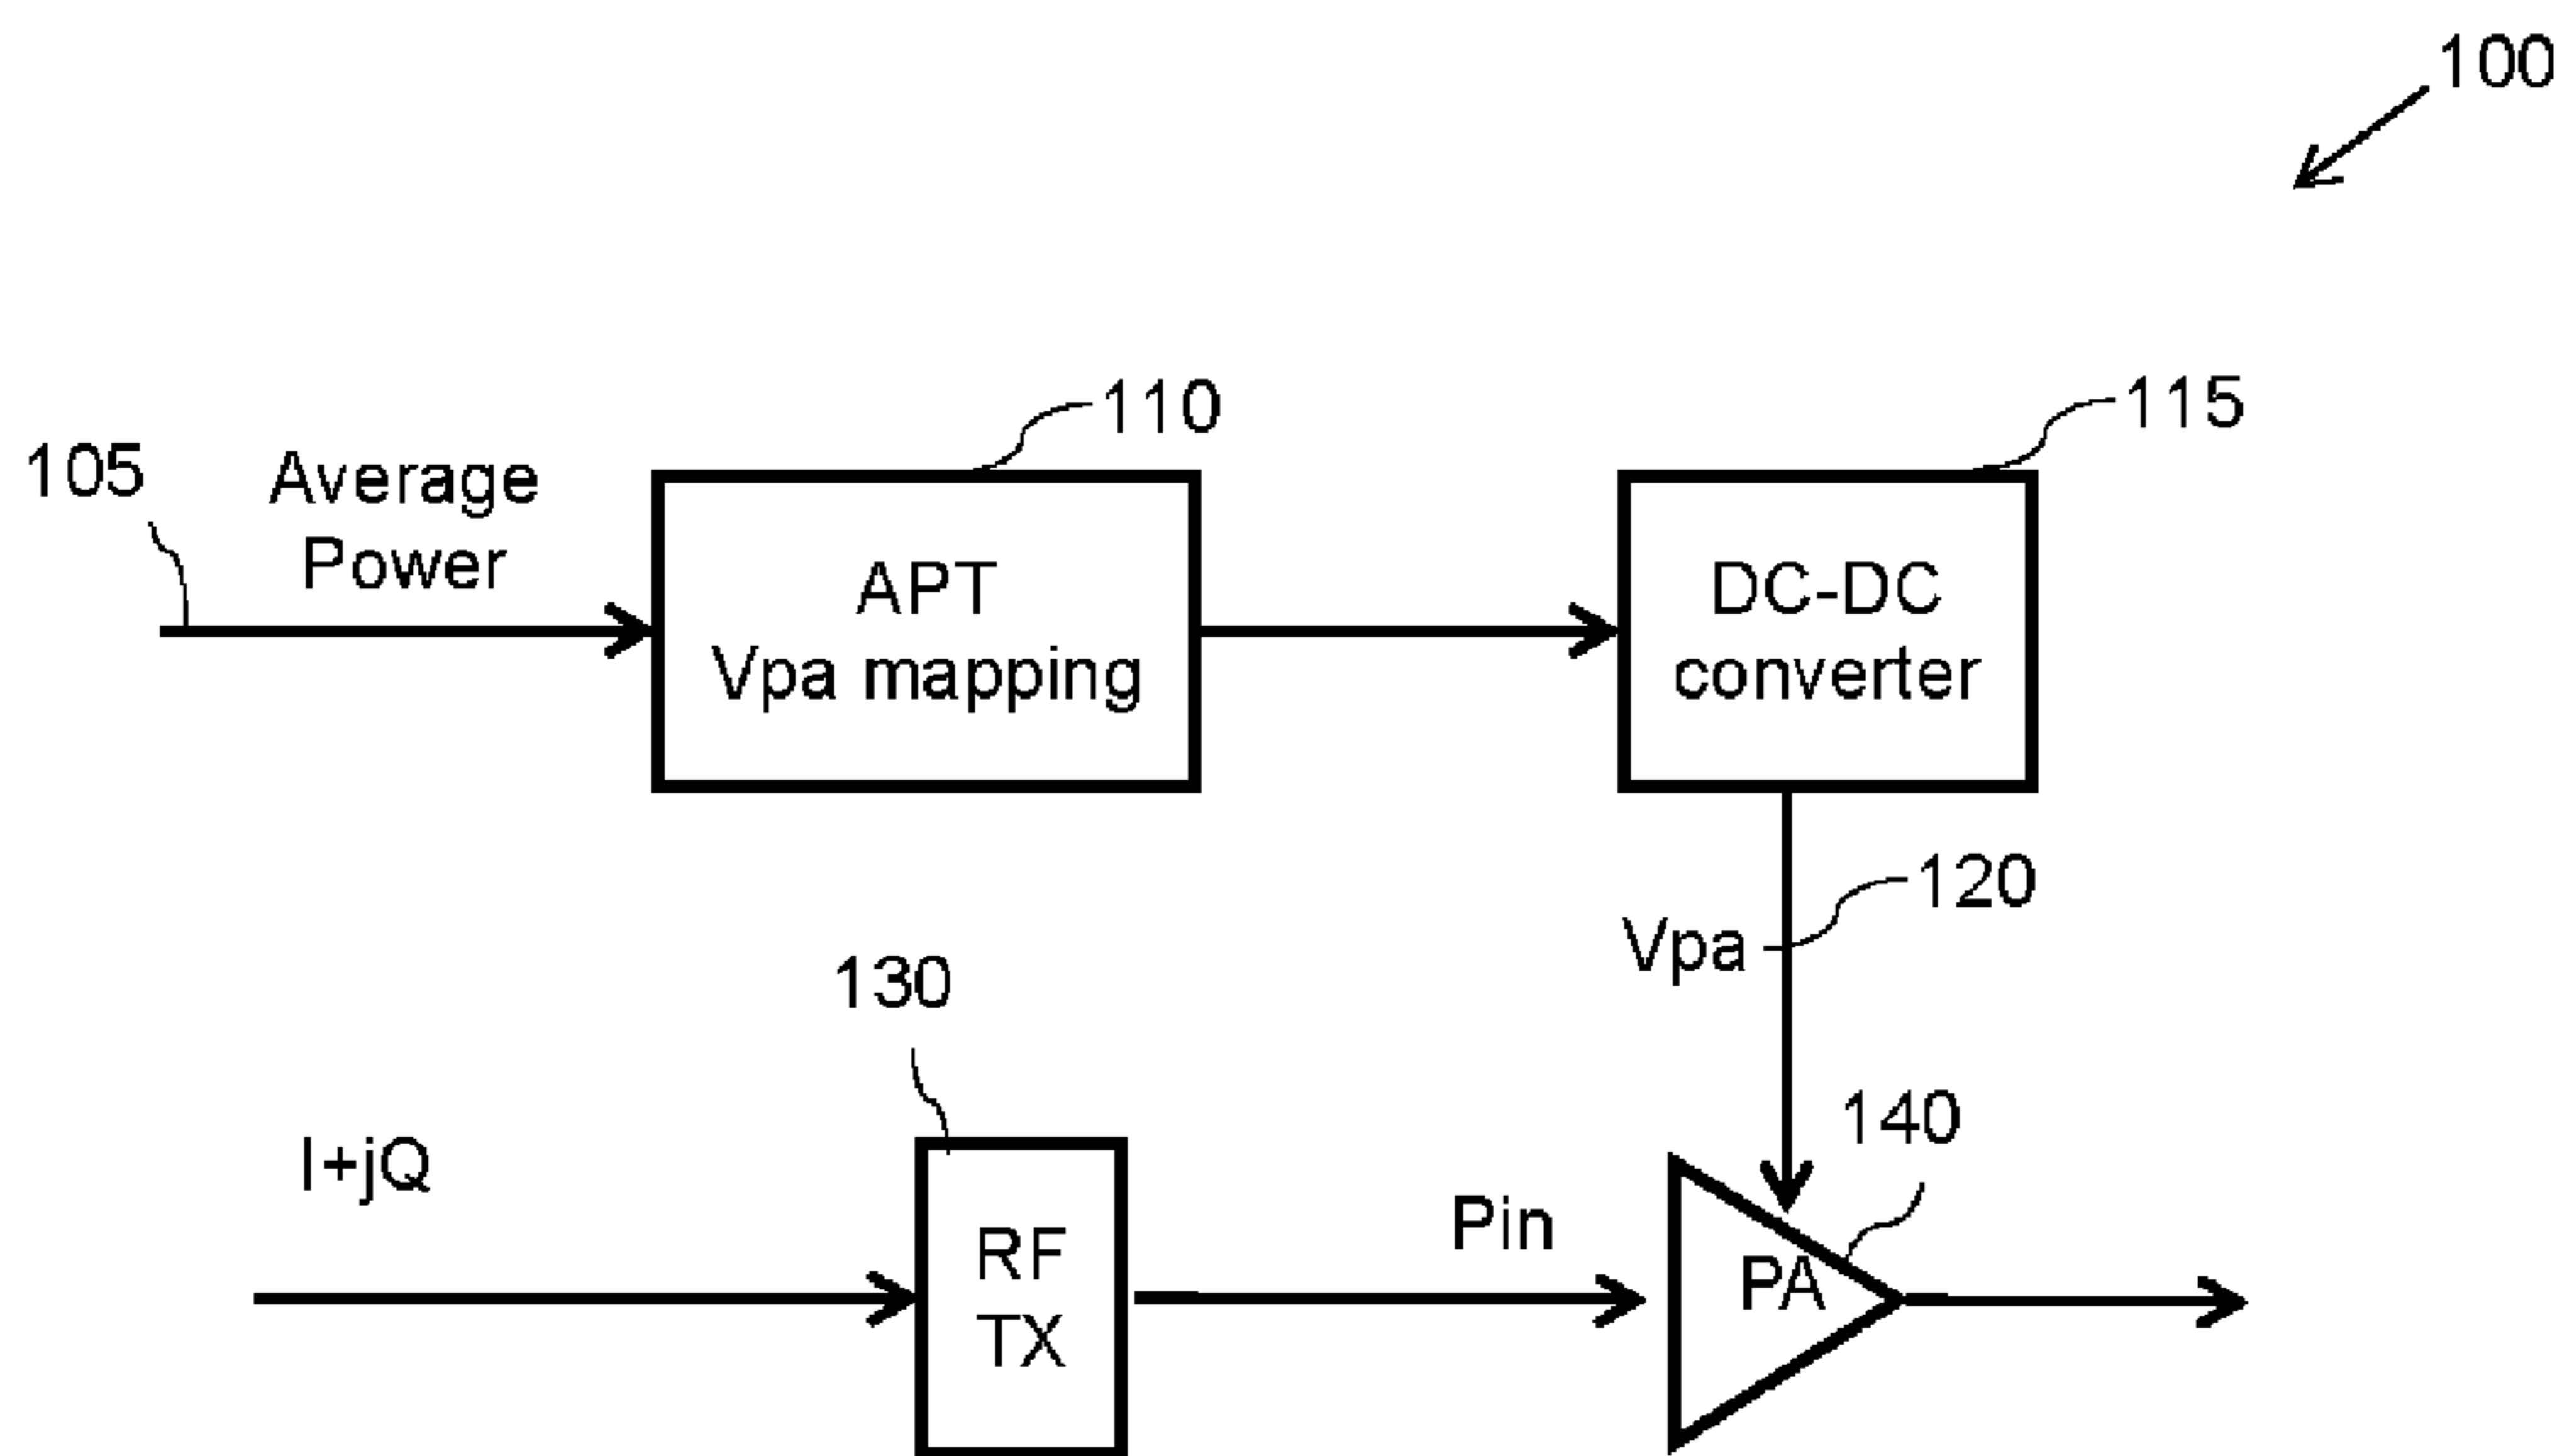 100
110
115
105
Average
Power
APT
Vpa mapping
DC-DC
converter
120
Vpa
130
140
I+jQ
RF
TX
Pin
PA